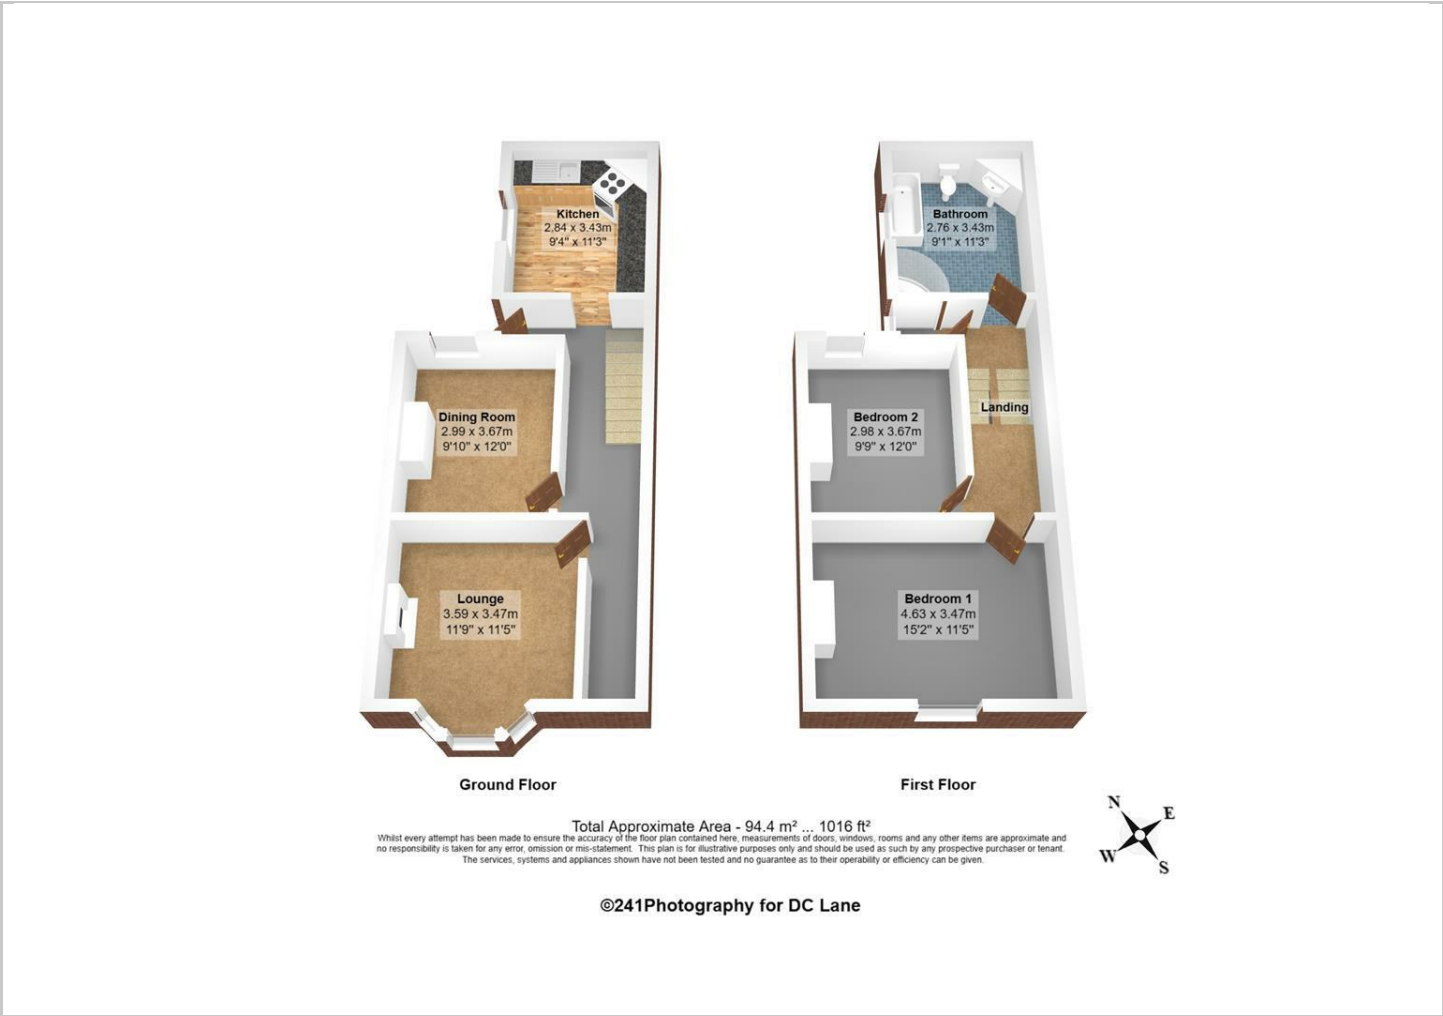 Kitchen
2.84 x 3.43m
9'4" x 11'3"
Dining Room
2.99 x 3.67m
9'10" x 12'0"
Lounge
3.59 x 3.47m
11'9" x 11'5"
Ground Floor
Bathroom
2.76 x 3.43m
9'1" x 11'3"
Landing
Bedroom 2
2.98 x 3.67m
9'9" x 12'0"
Bedroom 1
4.63 x 3.47m
15'2" x 11'5"
First Floor
Total Approximate Area - 94.4 m² ... 1016 ft²
Whilst every attempt has been made to ensure the accuracy of the floor plan contained here, measurements of doors, windows, rooms and any other items are approximate and
no responsibility is taken for any error, omission or mis-statement. This plan is for illustrative purposes only and should be used as such by any prospective purchaser or tenant.
The services, systems and appliances shown have not been tested and no guarantee as to their operability or efficiency can be given.
N
E
W
S
©241Photography for DC Lane